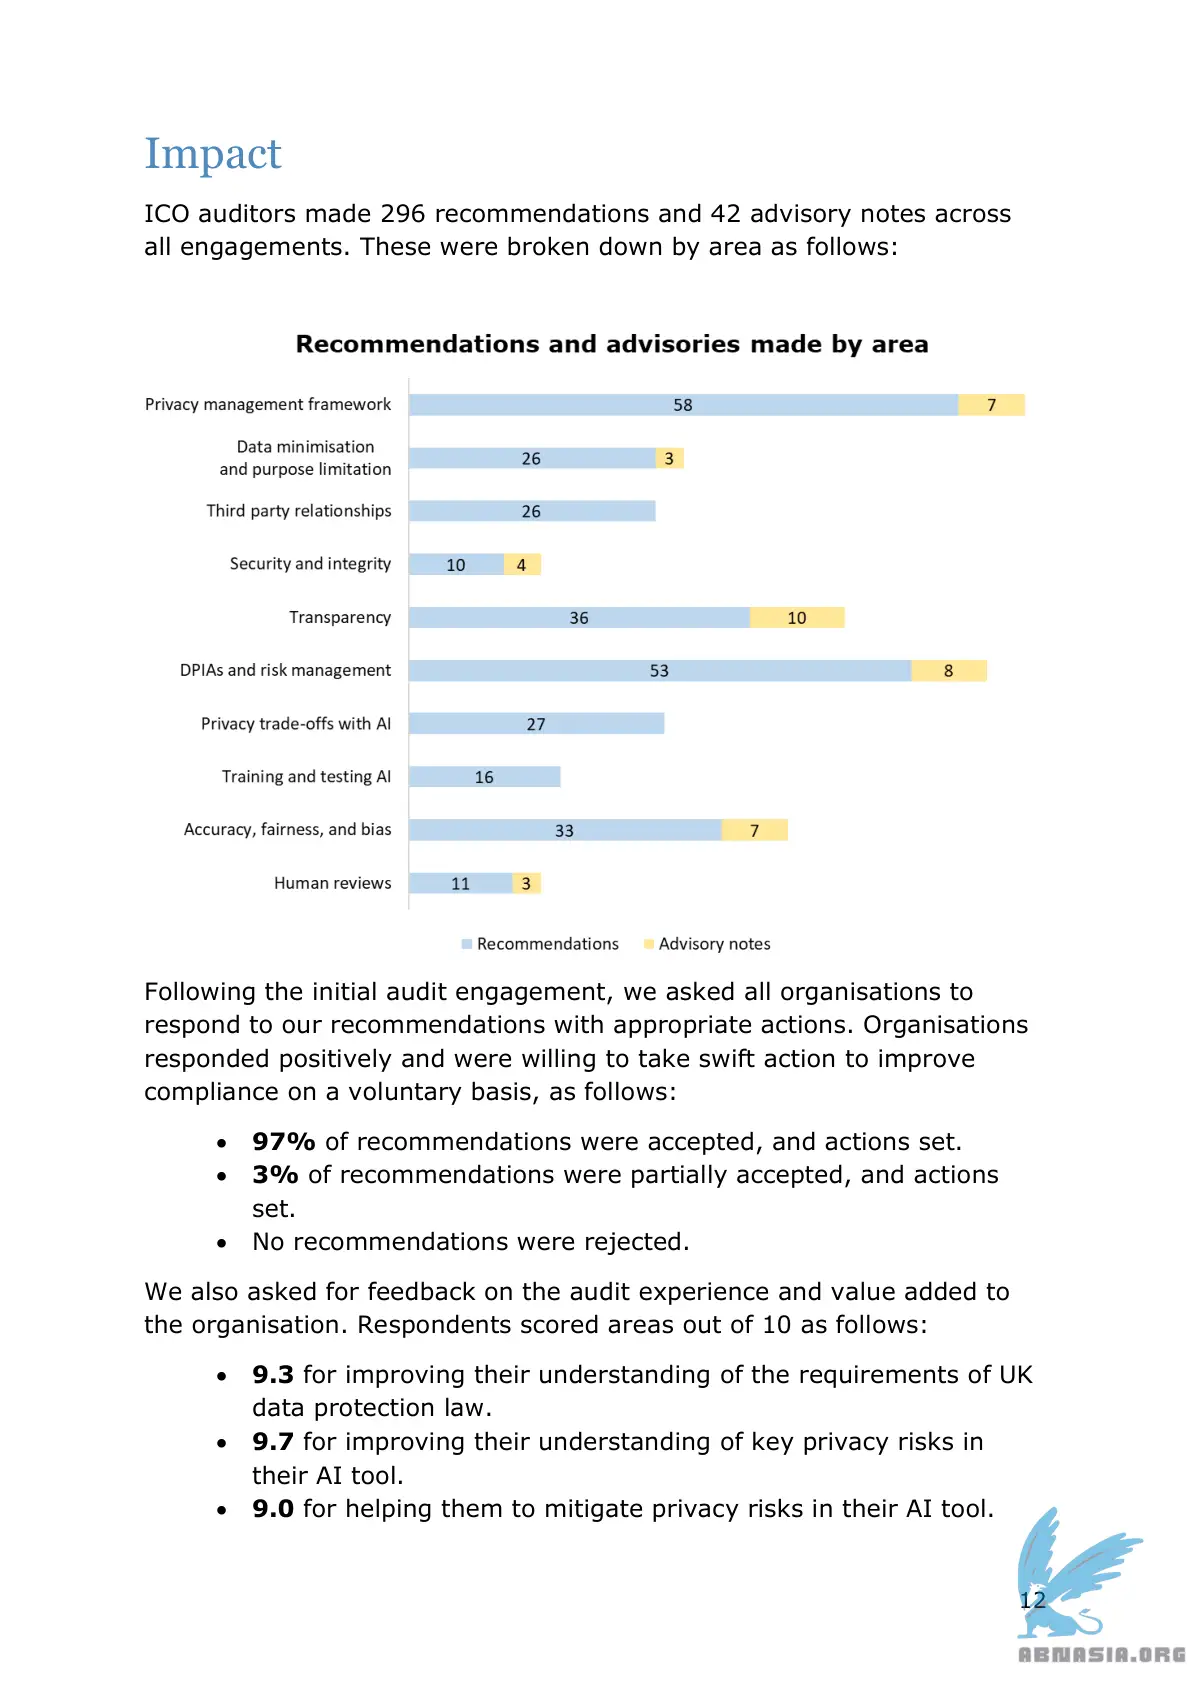 Impact
ICO auditors made 296 recommendations and 42 advisory notes across
all engagements. These were broken down by area as follows:
Recommendations and advisories made by area
Privacy management framework 58 7
Data minimisation
and purpose limitation 26 3
Third party relationships 26
Security and integrity 10 4
Transparency 36 10
DPIAs and risk management 53 8
Privacy trade-offs with AI 27
Training and testing AI 16
Accuracy, fairness, and bias 33 7
Human reviews 11 3
Recommendations Advisory notes
Following the initial audit engagement, we asked all organisations to
respond to our recommendations with appropriate actions. Organisations
responded positively and were willing to take swift action to improve
compliance on a voluntary basis, as follows:
• 97% of recommendations were accepted, and actions set.
• 3% of recommendations were partially accepted, and actions
set.
• No recommendations were rejected.
We also asked for feedback on the audit experience and value added to
the organisation. Respondents scored areas out of 10 as follows:
• 9.3 for improving their understanding of the requirements of UK
data protection law.
• 9.7 for improving their understanding of key privacy risks in
their AI tool.
• 9.0 for helping them to mitigate privacy risks in their AI tool.
12
ABNASIA.ORG